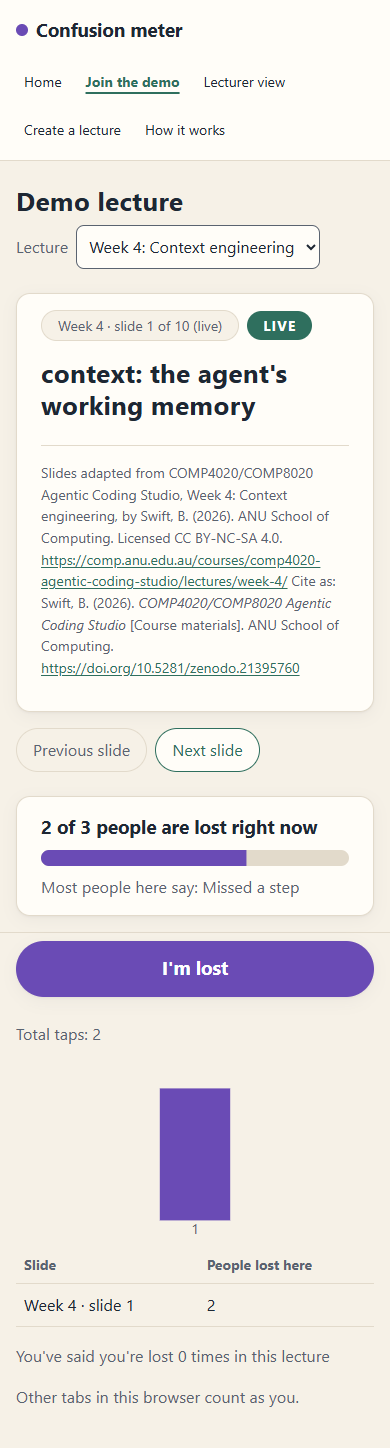 Confusion meter
Home Join the demo Lecturer view
Create a lecture How it works
Demo lecture
Lecture Week 4: Context engineering
Week 4 · slide 1 of 10 (live) LIVE
context: the agent's
working memory
Slides adapted from COMP4020/COMP8020
Agentic Coding Studio, Week 4: Context
engineering, by Swift, B. (2026). ANU School of
Computing. Licensed CC BY-NC-SA 4.0.
https://comp.anu.edu.au/courses/comp4020-
agentic-coding-studio/lectures/week-4/ Cite as:
Swift, B. (2026). COMP4020/COMP8020 Agentic
Coding Studio [Course materials]. ANU School of
Computing.
https://doi.org/10.5281/zenodo.21395760
Previous slide Next slide
2 of 3 people are lost right now
Most people here say: Missed a step
I'm lost
Total taps: 2
1
Slide People lost here
Week 4 · slide 1 2
You've said you're lost 0 times in this lecture
Other tabs in this browser count as you.